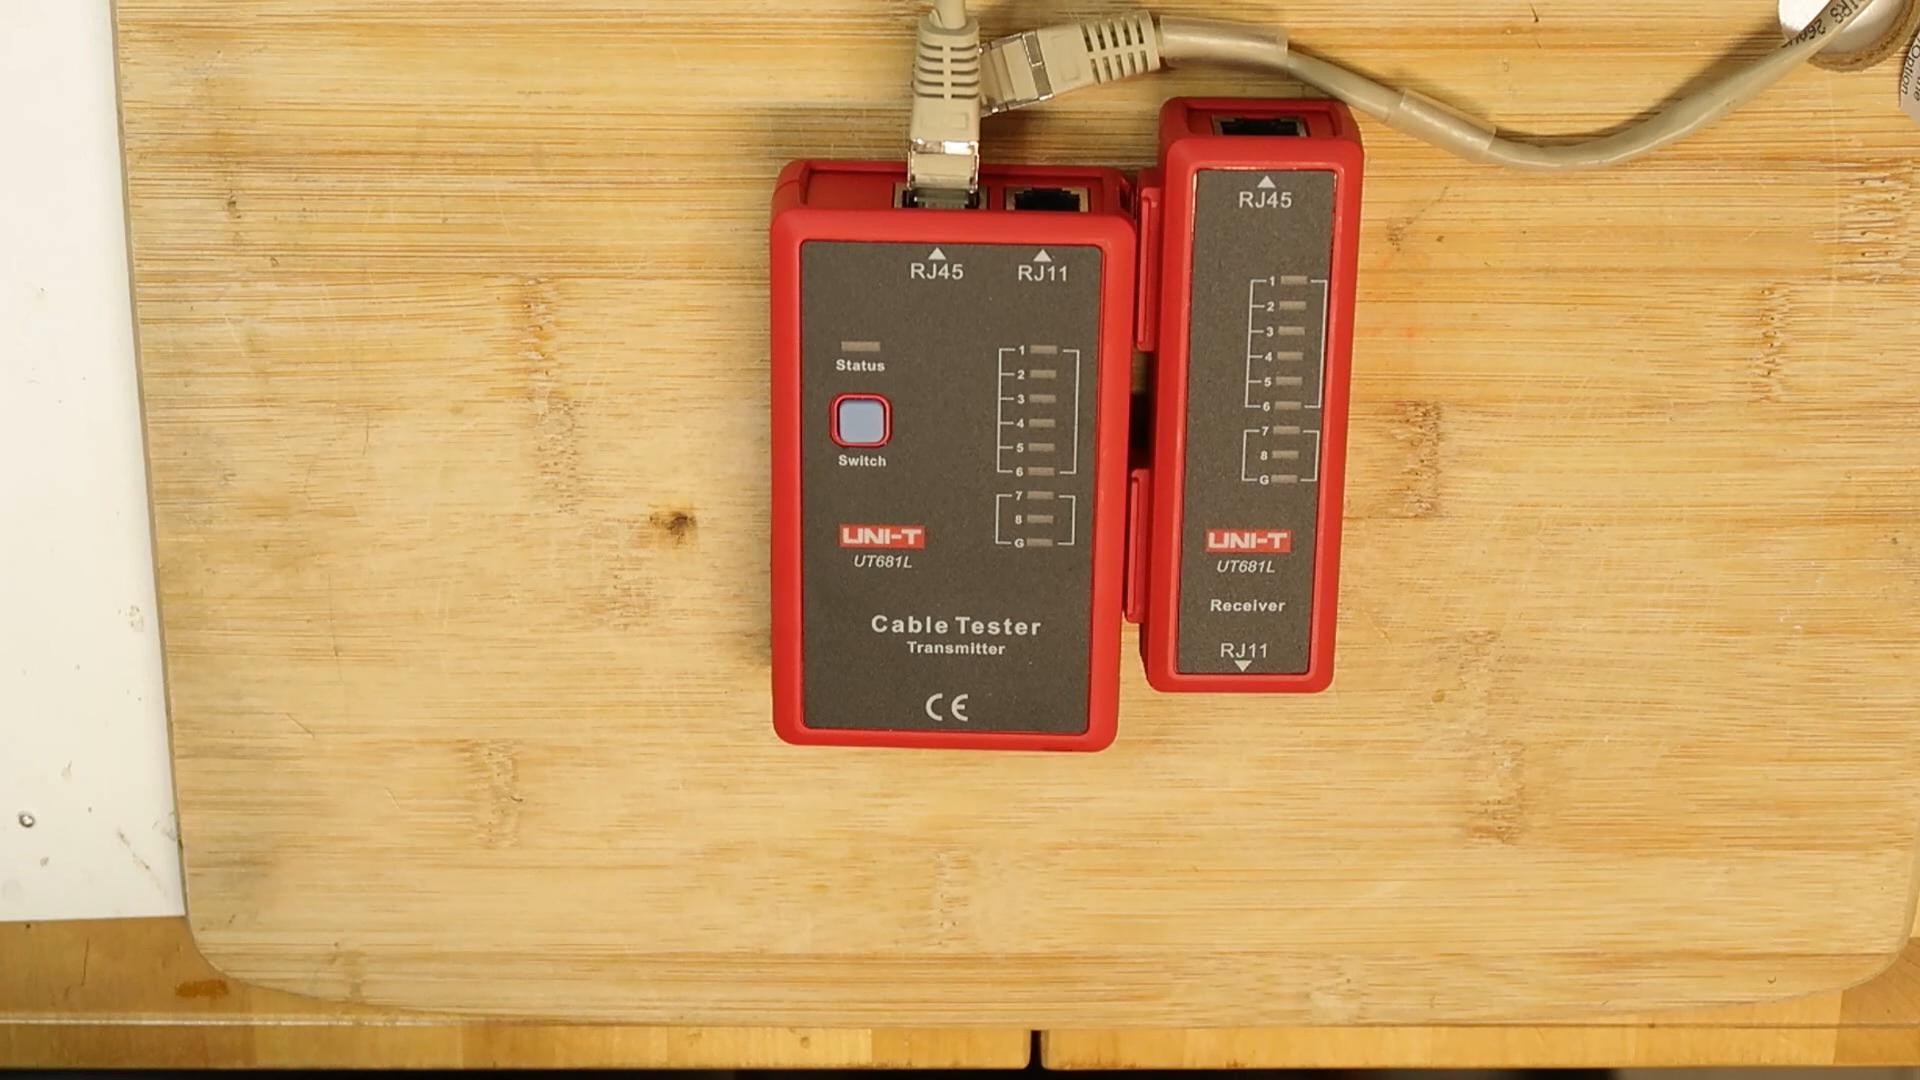 RJ45 RJ11
Status
Switch
1
2
3
4
5
6
7
8
G
UNI-T
UT681L
Cable Tester
Transmitter
CE
RJ45
1
2
3
4
5
6
7
8
G
UNI-T
UT681L
Receiver
RJ11